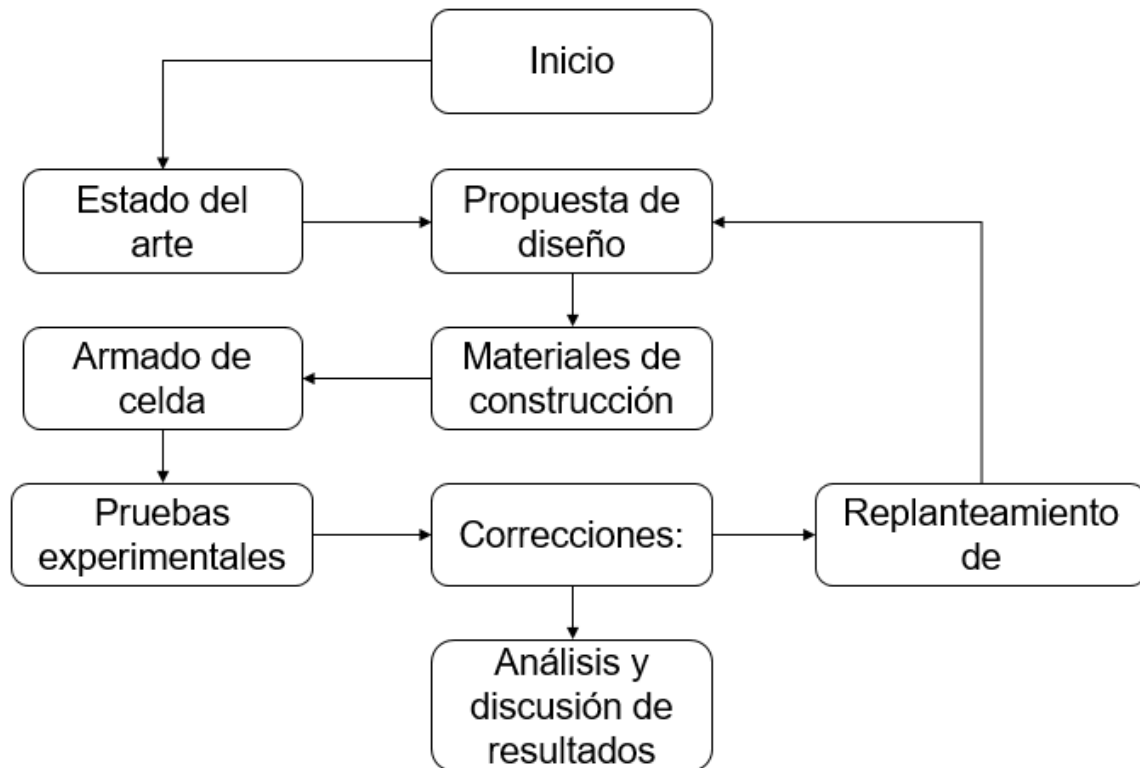 Inicio
Estado del
arte
Propuesta de
diseño
Armado de
celda
Materiales de
construcción
Pruebas
experimentales
Correcciones:
Replanteamiento
de
Análisis y
discusión de
resultados